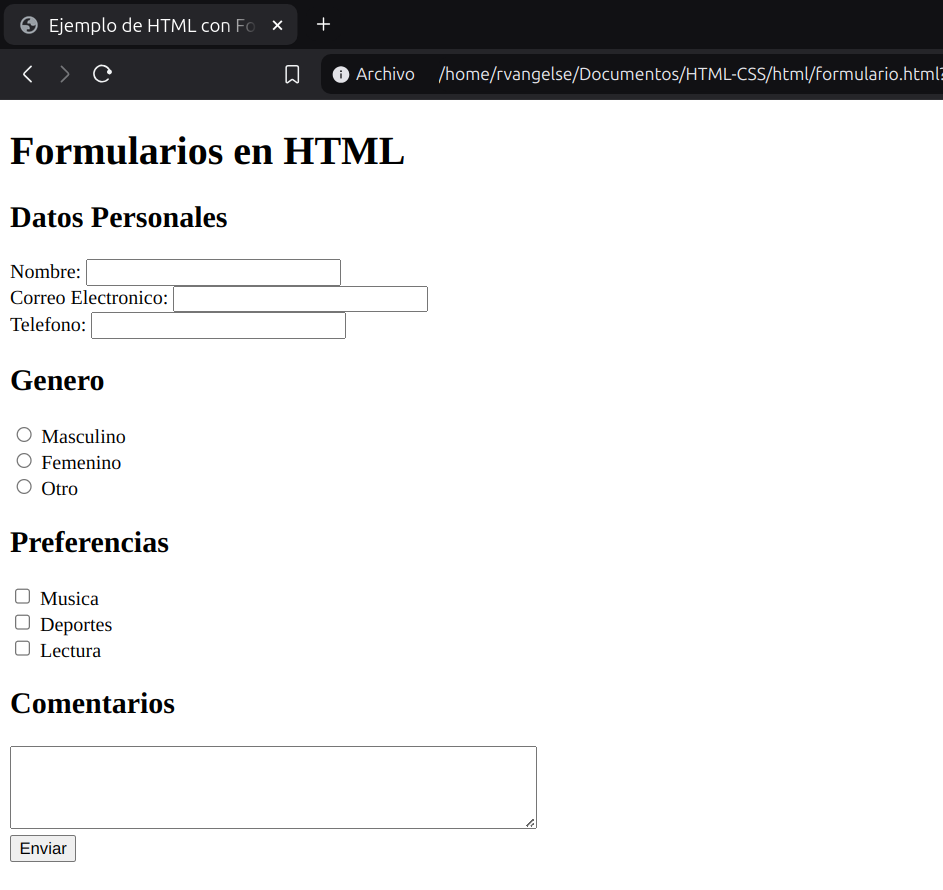 Ejemplo de HTML con Fo
Archivo /home/rvangelse/Documentos/HTML-CSS/html/formulario.html?
Formularios en HTML
Datos Personales
Nombre:
Correo Electronico:
Telefono:
Genero
Masculino
Femenino
Otro
Preferencias
Musica
Deportes
Lectura
Comentarios
Enviar